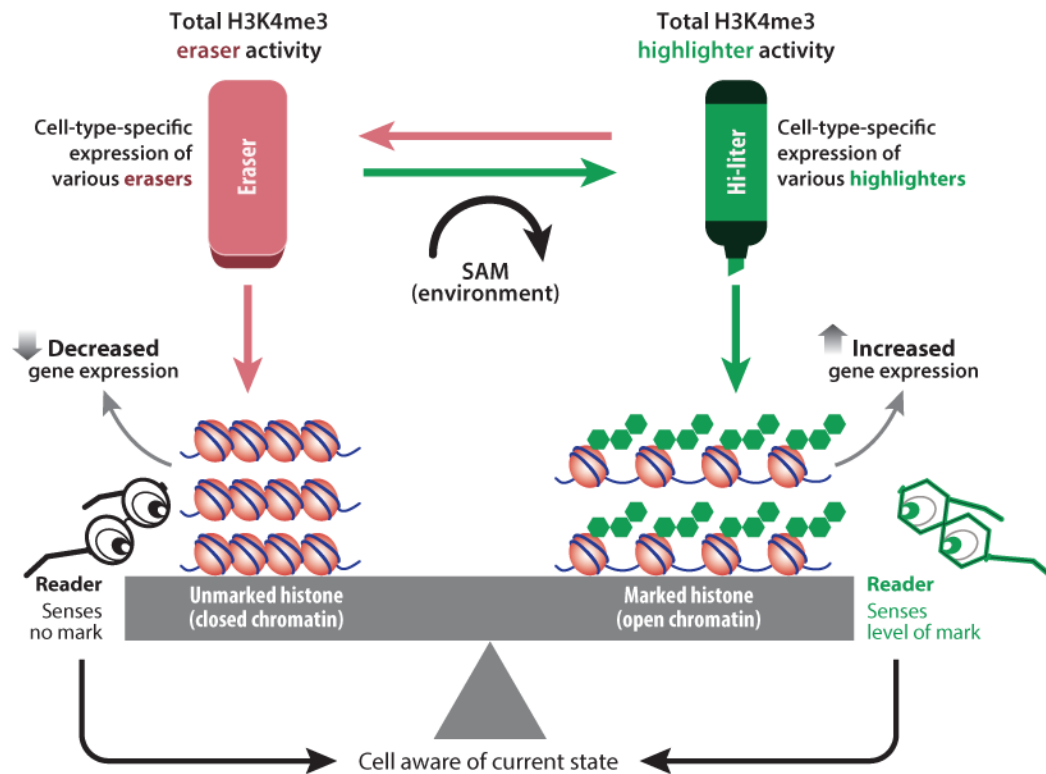 Total H3K4me3
eraser activity
Total H3K4me3
highlighter activity
Cell-type-specific
expression of
various erasers
Eraser
Hi-liter
Cell-type-specific
expression of
various highlighters
SAM
(environment)
Decreased
gene expression
Increased
gene expression
Reader
Senses
no mark
Unmarked histone
(closed chromatin)
Marked histone
(open chromatin)
Reader
Senses
level of mark
Cell aware of current state